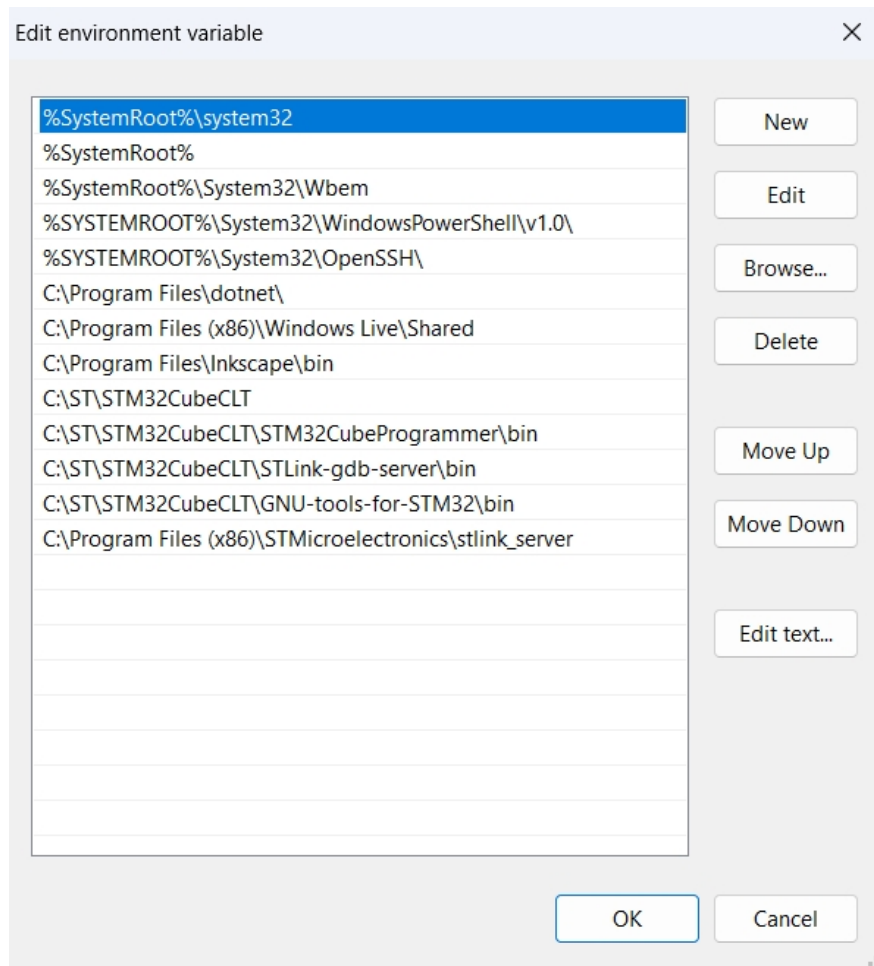 Edit environment variable
%SystemRoot%\system32
%SystemRoot%
%SystemRoot%\System32\Wbem
%SYSTEMROOT%\System32\WindowsPowerShell\v1.0\
%SYSTEMROOT%\System32\OpenSSH\
C:\Program Files\dotnet\
C:\Program Files (x86)\Windows Live\Shared
C:\Program Files\Inkscape\bin
C:\ST\STM32CubeCLT
C:\ST\STM32CubeCLT\STM32CubeProgrammer\bin
C:\ST\STM32CubeCLT\STLink-gdb-server\bin
C:\ST\STM32CubeCLT\GNU-tools-for-STM32\bin
C:\Program Files (x86)\STMicroelectronics\stlink_server
New
Edit
Browse...
Delete
Move Up
Move Down
Edit text...
OK
Cancel